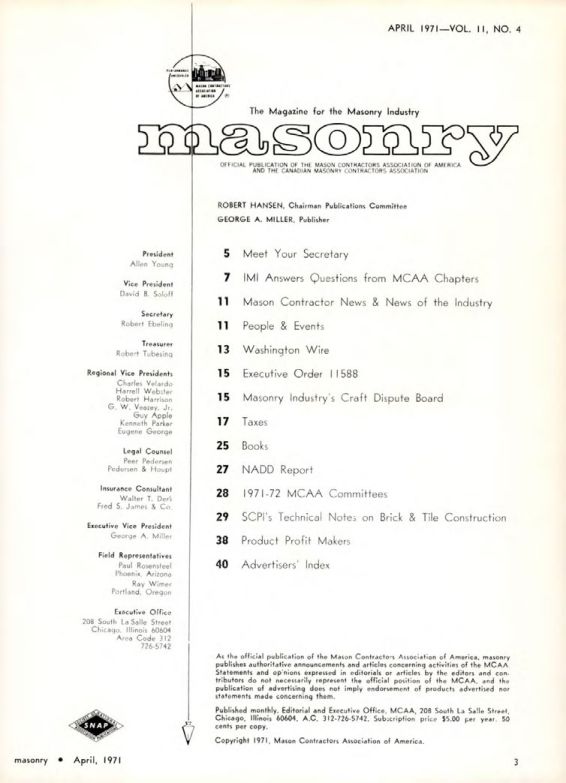 APRIL 1971—VOL. 11, NO. 4
MASON CONTRACTORS
ASSOCIATION
OF AMERICA
The Magazine for the Masonry Industry
masonry
OFFICIAL PUBLICATION OF THE MASON CONTRACTORS ASSOCIATION OF AMERICA
AND THE CANADIAN MASONRY CONTRACTORS ASSOCIATION
ROBERT HANSEN, Chairman Publications Committee
GEORGE A. MILLER, Publisher
President
Allen Young
Vice President
David B. Soloff
Secretary
Robert Ebeling
Treasurer
Robert Tubesing
Regional Vice Presidents
Charles Velardo
Harrell Webster
Robert Harrison
G. W. Veazey, Jr.
Guy Apple
Kenneth Parker
Eugene George
Legal Counsel
Peer Pedersen
Pedersen & Houpt
Insurance Consultant
Walter T. Derk
Fred S. James & Co.
Executive Vice President
George A. Miller
Field Representatives
Paul Rosensteel
Phoenix, Arizona
Ray Wimer
Portland, Oregon
Executive Office
208 South La Salle Street
Chicago, Illinois 60604
Area Code 312
726-5742
5 Meet Your Secretary
7 IMI Answers Questions from MCAA Chapters
11 Mason Contractor News & News of the Industry
11 People & Events
13 Washington Wire
15 Executive Order 11588
15 Masonry Industry's Craft Dispute Board
17 Taxes
25 Books
27 NADD Report
28 1971-72 MCAA Committees
29 SCPI's Technical Notes on Brick & Tile Construction
38 Product Profit Makers
40 Advertisers' Index
As the official publication of the Mason Contractors Association of America, masonry
publishes authoritative announcements and articles concerning activities of the MCAA
Statements and opinions expressed in editorials or articles by the editors and con-
tributors do not necessarily represent the official position of the MCAA, and the
publication of advertising does not imply endorsement of products advertised nor
statements made concerning them.
Published monthly. Editorial and Executive Office, MCAA, 208 South La Salle Street,
Chicago, Illinois 60604, A.C. 312-726-5742. Subscription price $5.00 per year. 50
cents per copy.
Copyright 1971, Mason Contractors Association of America.
SNAP
masonry • April, 1971
3